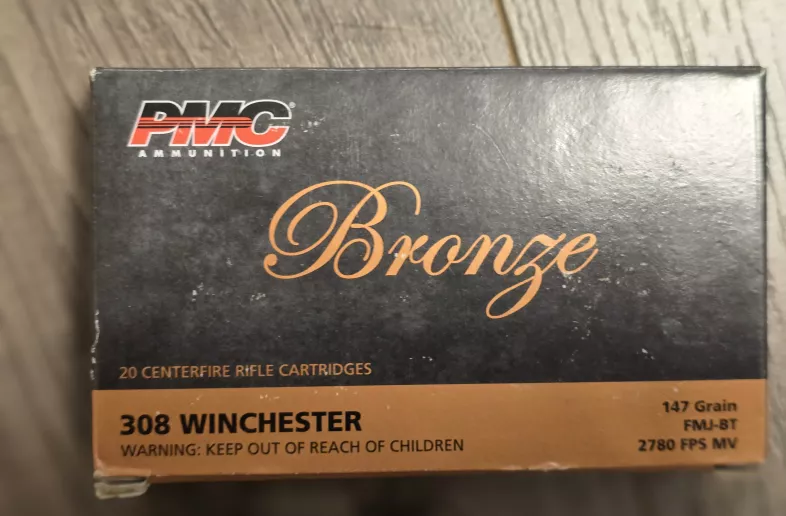 PMC®
AMMUNITION
Bronze
20 CENTERFIRE RIFLE CARTRIDGES
308 WINCHESTER
WARNING: KEEP OUT OF REACH OF CHILDREN
147 Grain
FMJ-BT
2780 FPS MV